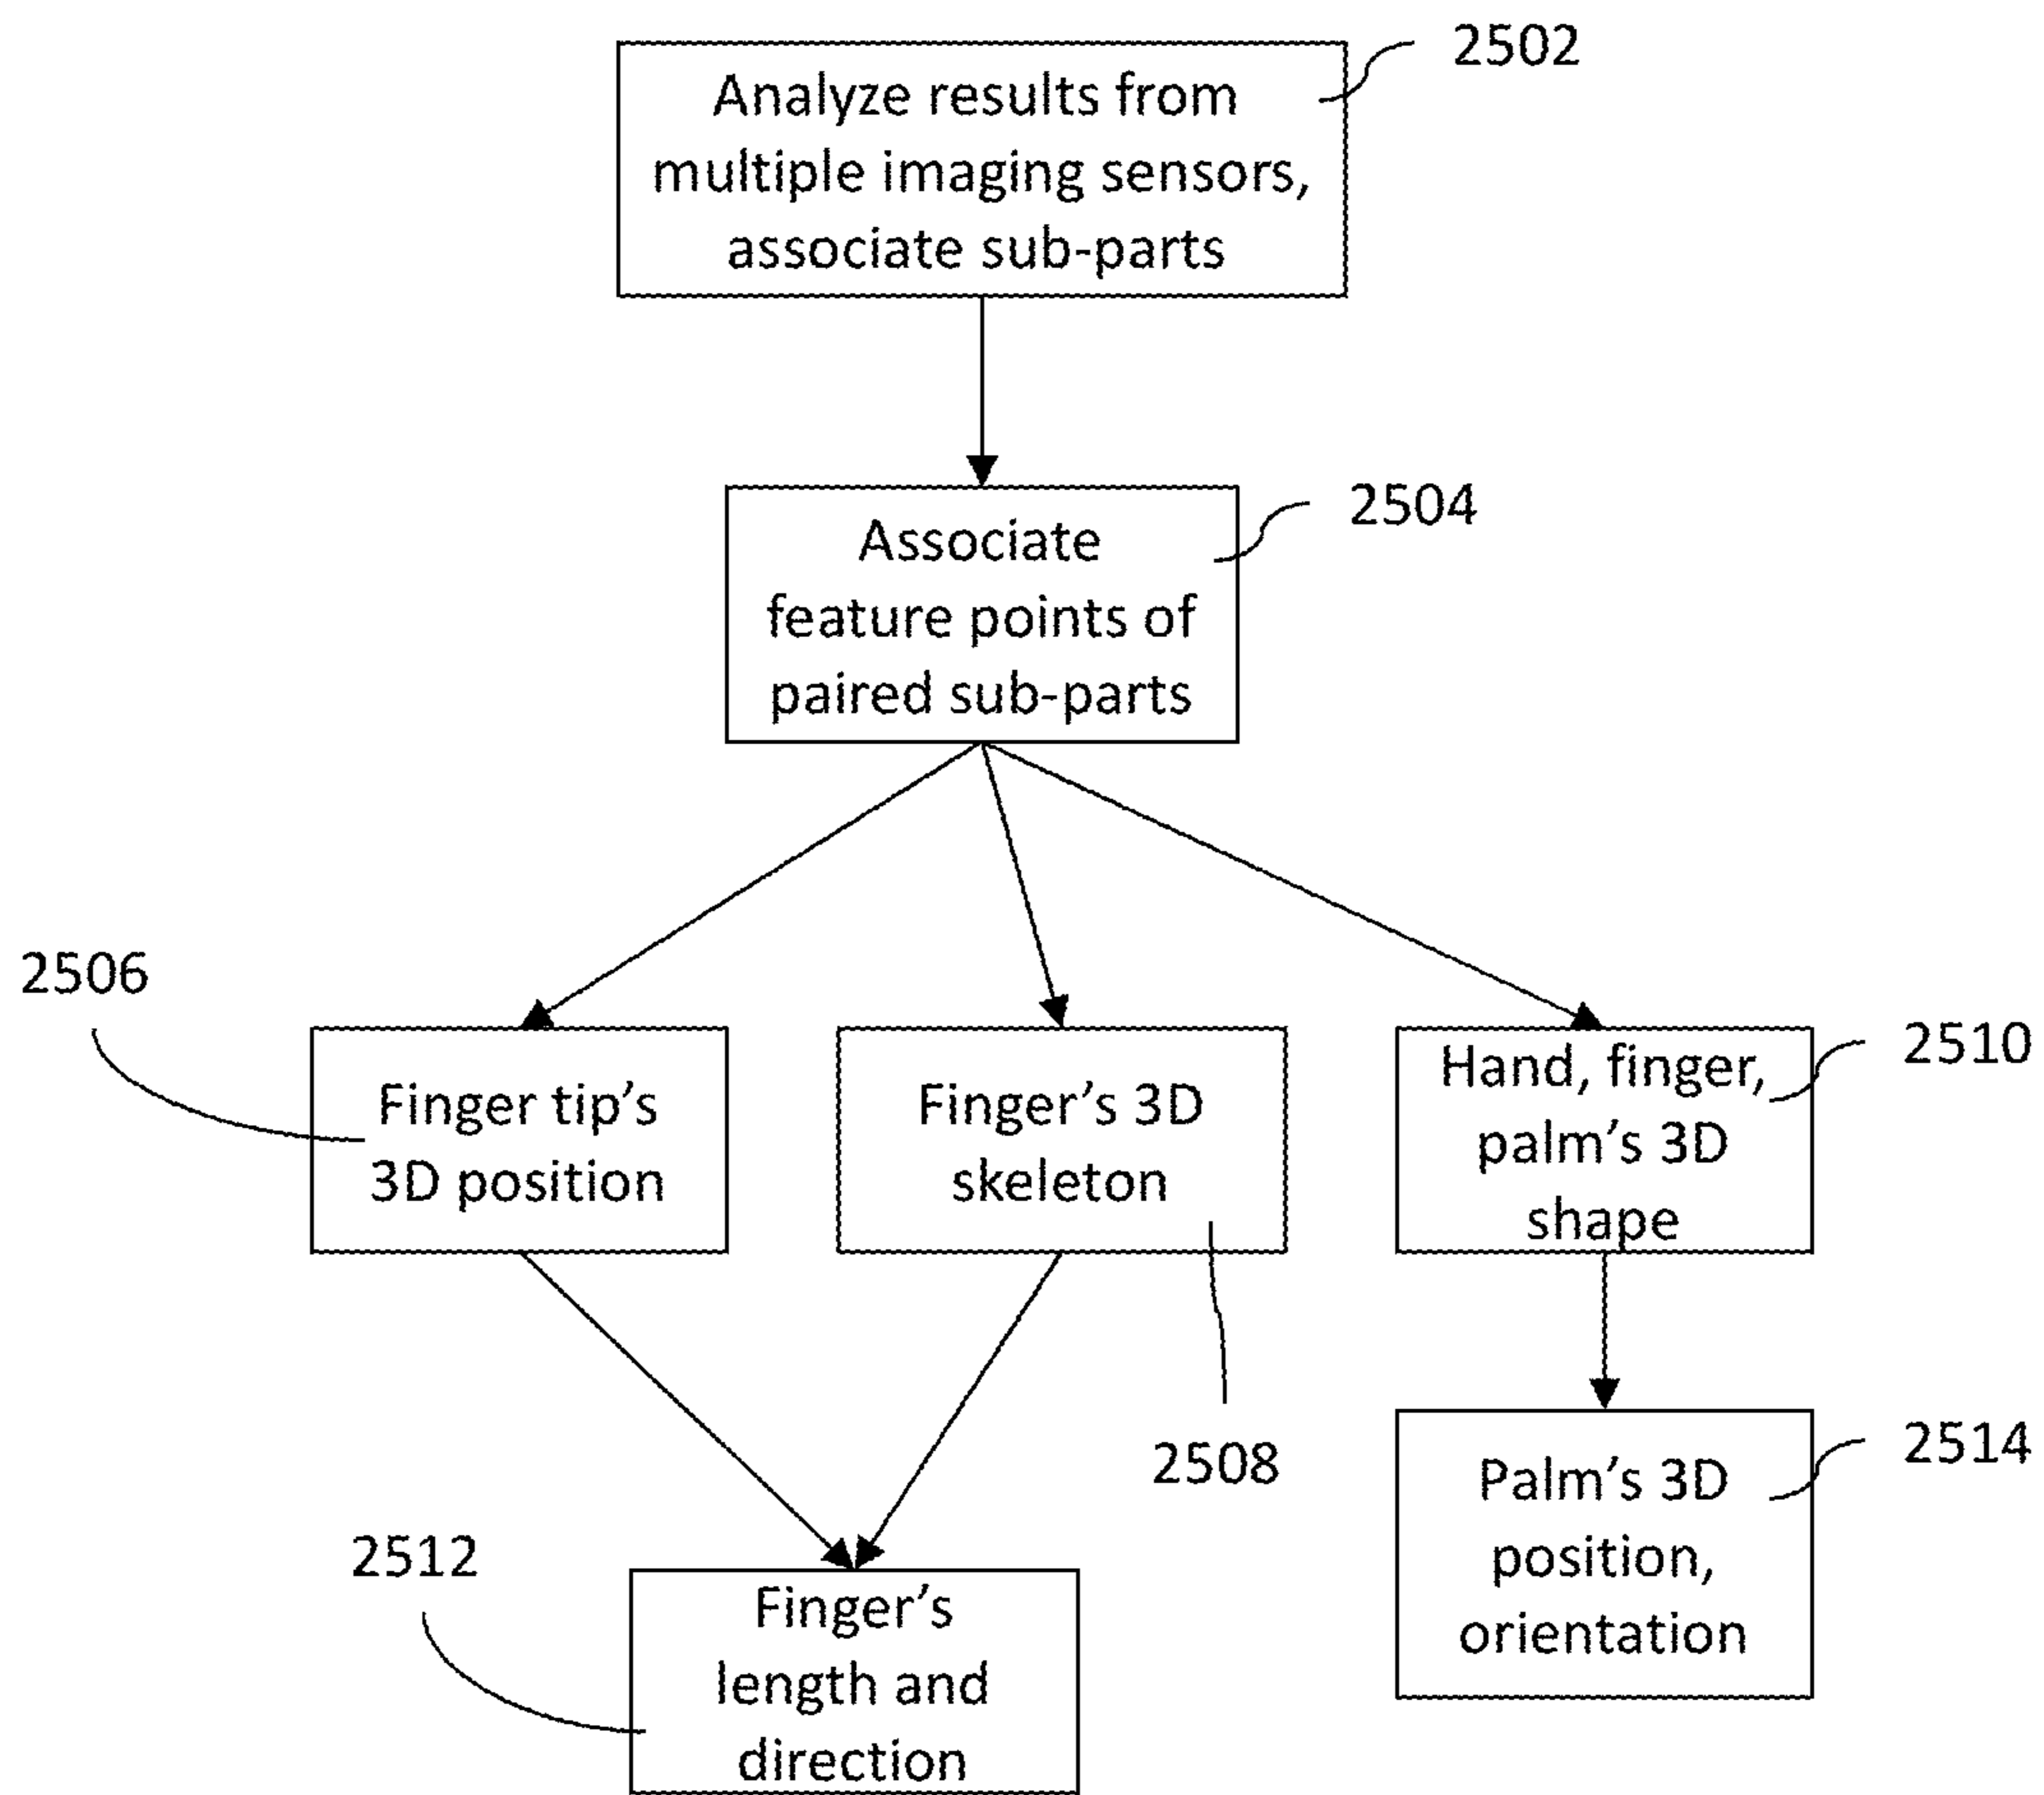 2502
Analyze results from
multiple imaging sensors,
associate sub-parts
2504
Associate
feature points of
paired sub-parts
2506
Finger tip's
3D position
Finger's 3D
skeleton
2508
2510
Hand, finger,
palm's 3D
shape
2512
Finger's
length and
direction
2514
Palm's 3D
position,
orientation